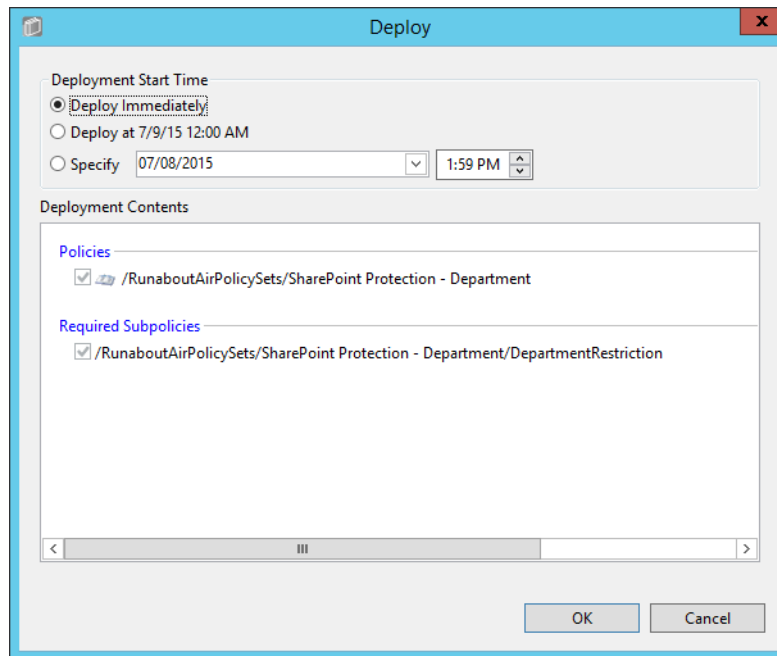 Deploy
x
Deployment Start Time
Deploy Immediately
Deploy at 7/9/15 12:00 AM
Specify 07/08/2015 1:59 PM
Deployment Contents
Policies
/RunaboutAirPolicySets/SharePoint Protection - Department
Required Subpolicies
/RunaboutAirPolicySets/SharePoint Protection - Department/DepartmentRestriction
OK Cancel